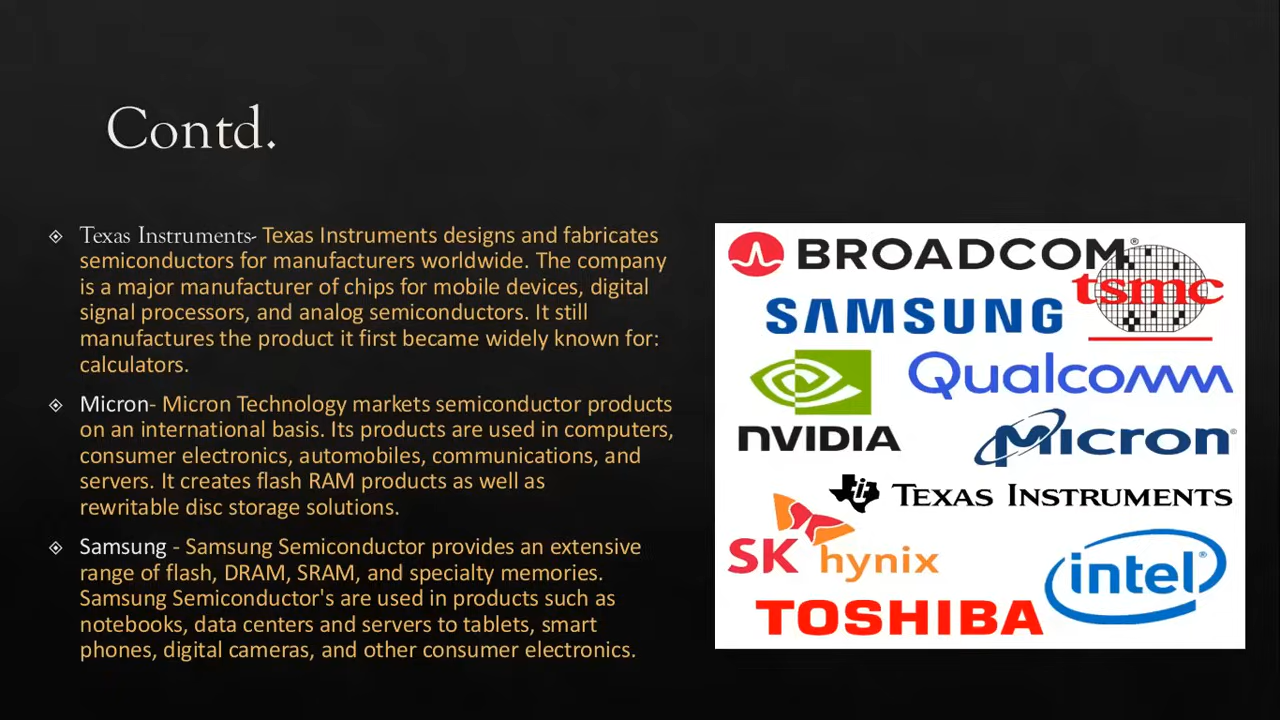 Contd.
Texas Instruments- Texas Instruments designs and fabricates
semiconductors for manufacturers worldwide. The company
is a major manufacturer of chips for mobile devices, digital
signal processors, and analog semiconductors. It still
manufactures the product it first became widely known for:
calculators.
Micron- Micron Technology markets semiconductor products
on an international basis. Its products are used in computers,
consumer electronics, automobiles, communications, and
servers. It creates flash RAM products as well as
rewritable disc storage solutions.
Samsung - Samsung Semiconductor provides an extensive
range of flash, DRAM, SRAM, and specialty memories.
Samsung Semiconductor's are used in products such as
notebooks, data centers and servers to tablets, smart
phones, digital cameras, and other consumer electronics.
BROADCOM®
tsmc
SAMSUNG
Qualcomm
nVIDIA
Micron®
ti TEXAS INSTRUMENTS
SK hynix
intel®
TOSHIBA